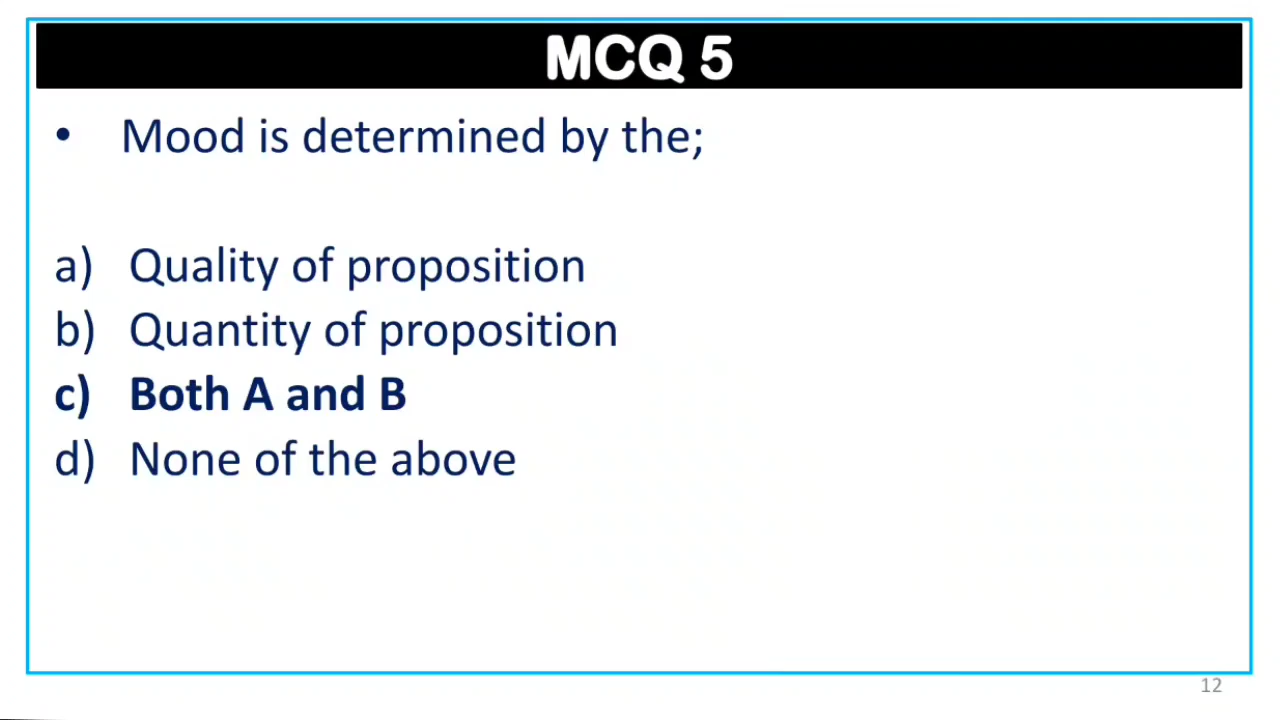 MCQ 5
• Mood is determined by the;
a) Quality of proposition
b) Quantity of proposition
c) Both A and B
d) None of the above
12